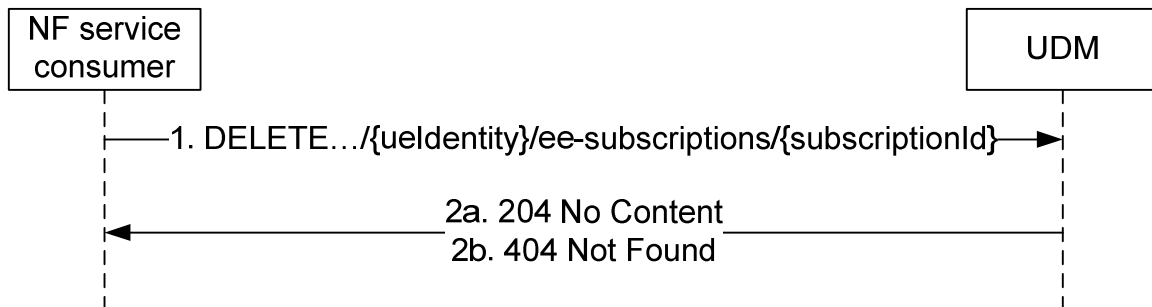 NF service
consumer
UDM
1. DELETE…/{ueIdentity}/ee-subscriptions/{subscriptionId}
2a. 204 No Content
2b. 404 Not Found